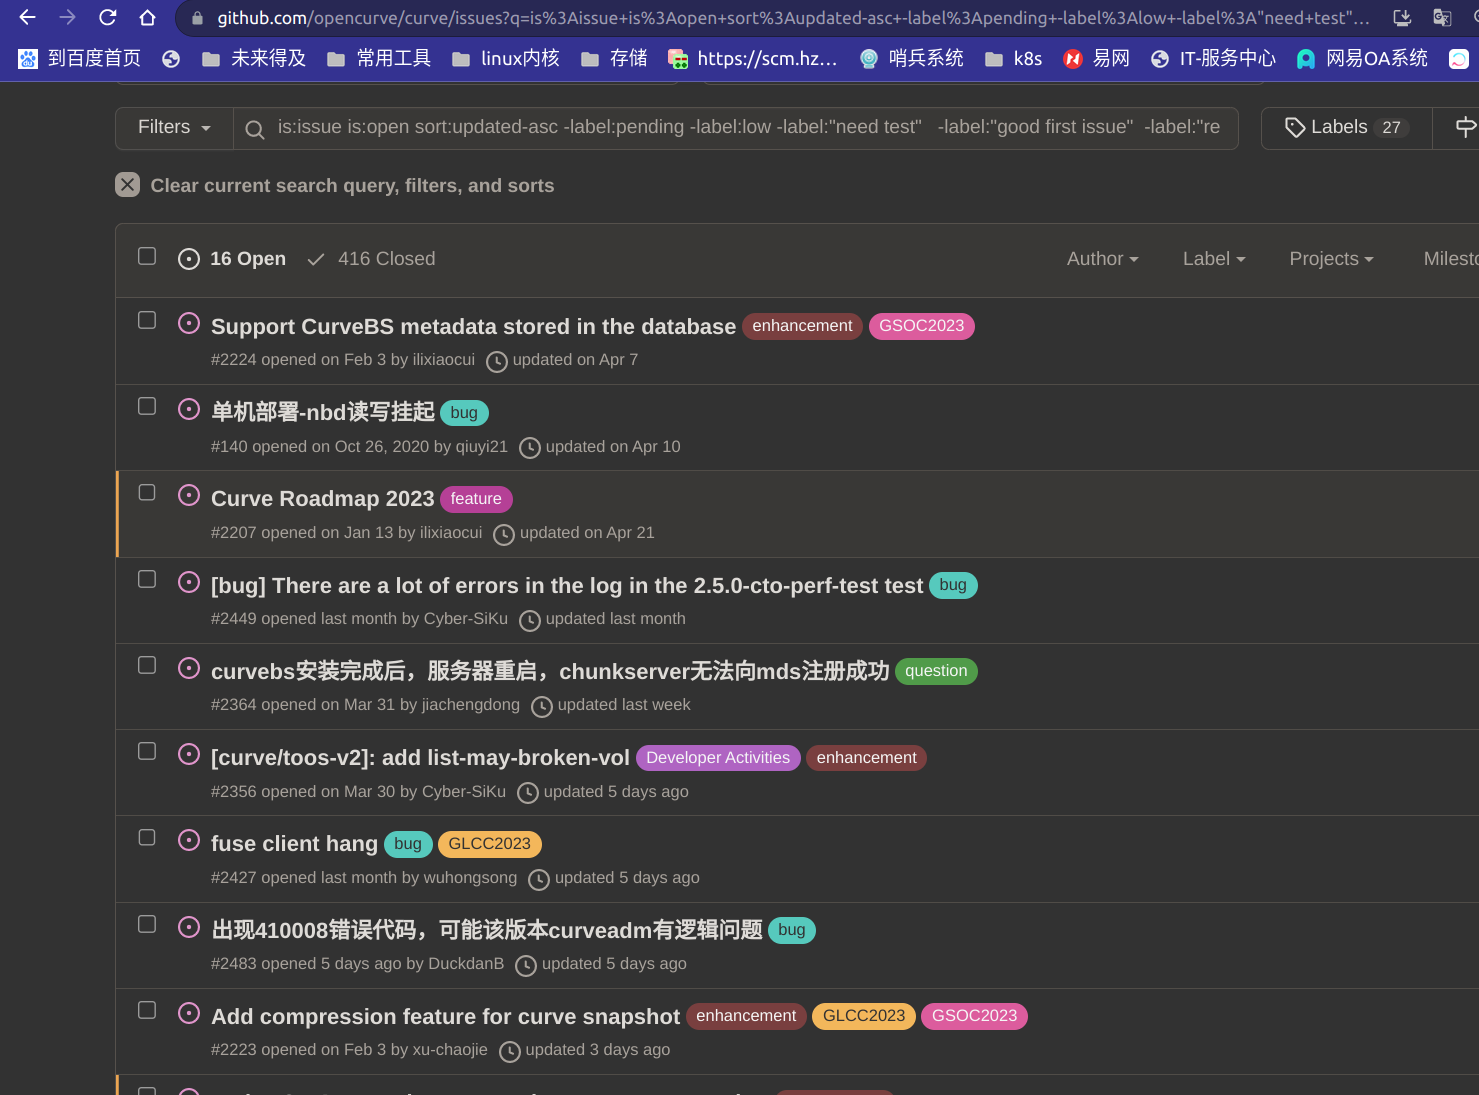 github.com/opencurve/curve/issues?q=is%3Aissue+is%3Aopen+sort%3Aupdated-asc+-label%3Apending+-label%3Alow+-label%3A"need+test"...
到百度首页 未来得及 常用工具 linux内核 存储 https://scm.hz... 哨兵系统 k8s 易网 IT-服务中心 网易OA系统
Filters is:issue is:open sort:updated-asc -label:pending -label:low -label:"need test" -label:"good first issue" -label:"re Labels 27
Clear current search query, filters, and sorts
16 Open 416 Closed Author Label Projects Milesto
Support CurveBS metadata stored in the database enhancement GSOC2023
#2224 opened on Feb 3 by ilixiaocui updated on Apr 7
单机部署-nbd读写挂起 bug
#140 opened on Oct 26, 2020 by qiuyi21 updated on Apr 10
Curve Roadmap 2023 feature
#2207 opened on Jan 13 by ilixiaocui updated on Apr 21
[bug] There are a lot of errors in the log in the 2.5.0-cto-perf-test test bug
#2449 opened last month by Cyber-SiKu updated last month
curvebs安装完成后，服务器重启，chunkserver无法向mds注册成功 question
#2364 opened on Mar 31 by jiachengdong updated last week
[curve/toos-v2]: add list-may-broken-vol Developer Activities enhancement
#2356 opened on Mar 30 by Cyber-SiKu updated 5 days ago
fuse client hang bug GLCC2023
#2427 opened last month by wuhongsong updated 5 days ago
出现410008错误代码，可能该版本curveadm有逻辑问题 bug
#2483 opened 5 days ago by DuckdanB updated 5 days ago
Add compression feature for curve snapshot enhancement GLCC2023 GSOC2023
#2223 opened on Feb 3 by xu-chaojie updated 3 days ago